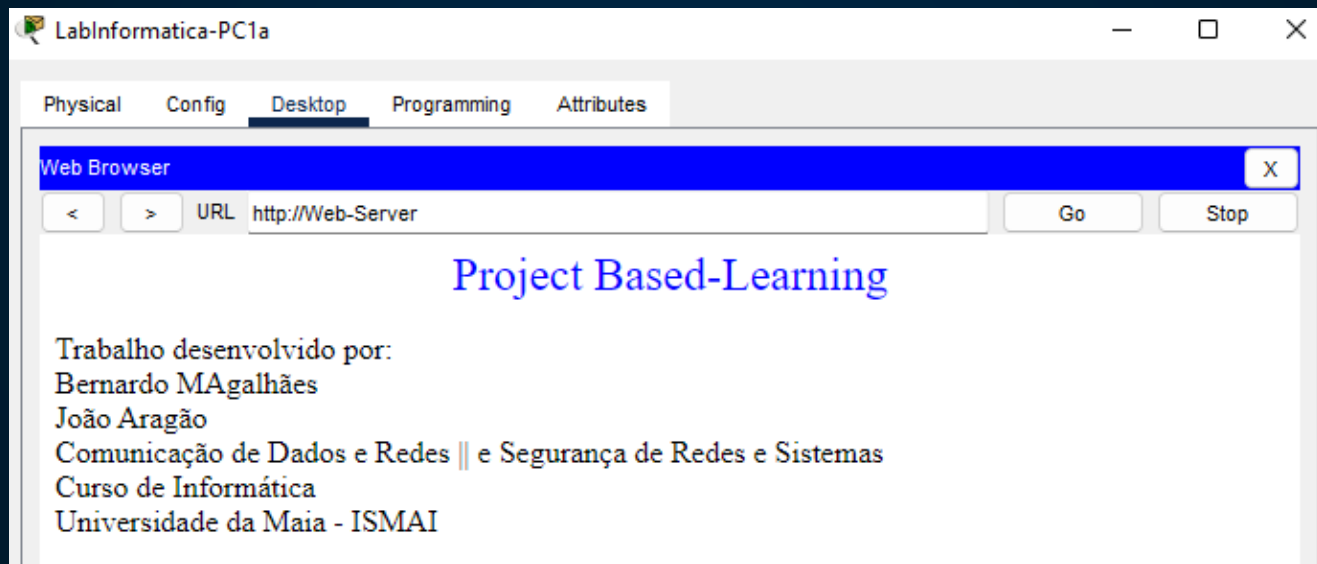 LabInformatica-PC1a
Physical Config Desktop Programming Attributes
Web Browser X
< > URL http://Web-Server Go Stop
Project Based-Learning
Trabalho desenvolvido por:
Bernardo MAgalhães
João Aragão
Comunicação de Dados e Redes || e Segurança de Redes e Sistemas
Curso de Informática
Universidade da Maia - ISMAI